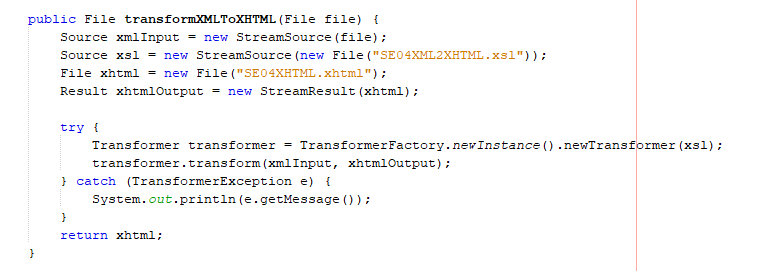 public File transformXMLToXHTML(File file) {
    Source xmlInput = new StreamSource(file);
    Source xsl = new StreamSource(new File("SE04XML2XHTML.xsl"));
    File xhtml = new File("SE04XHTML.xhtml");
    Result xhtmlOutput = new StreamResult(xhtml);

    try {
        Transformer transformer = TransformerFactory.newInstance().newTransformer(xsl);
        transformer.transform(xmlInput, xhtmlOutput);
    } catch (TransformerException e) {
        System.out.println(e.getMessage());
    }
    return xhtml;
}